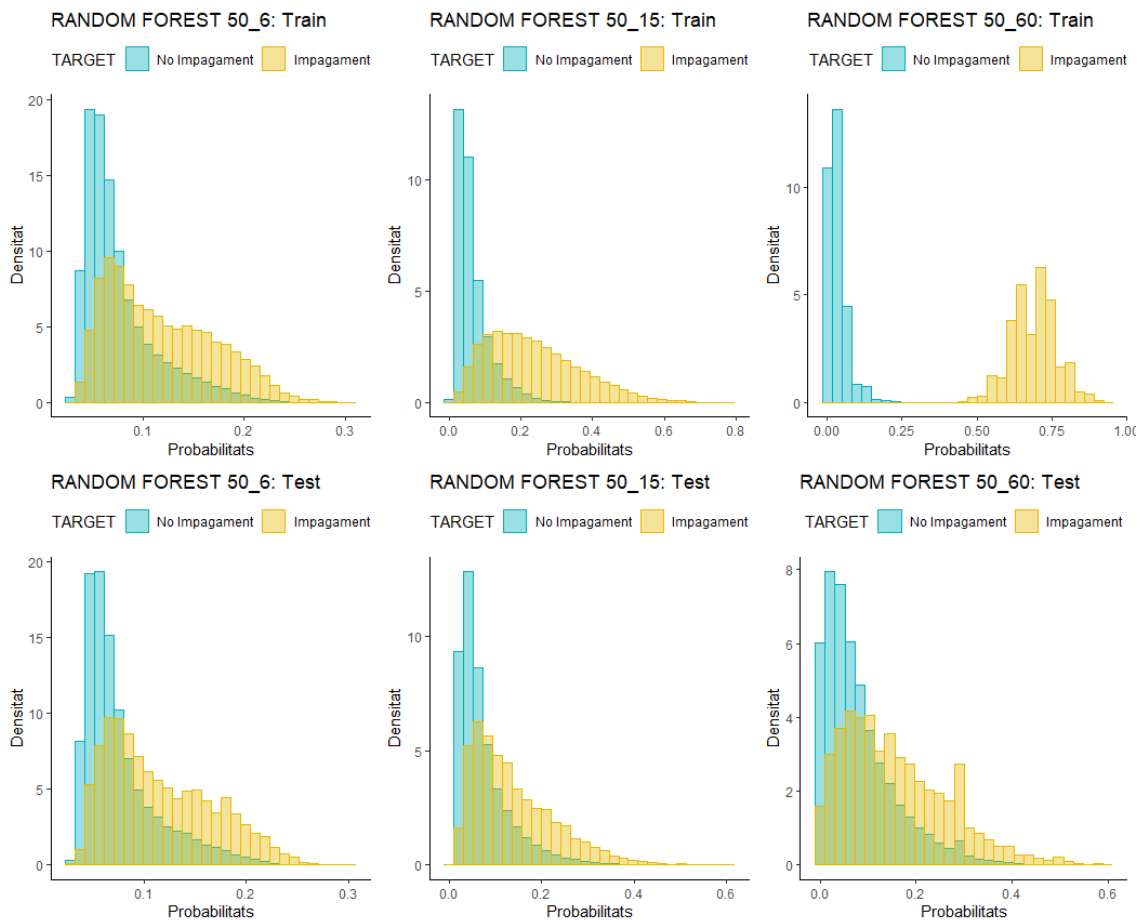 RANDOM FOREST 50_6: Train
TARGET No Impagament Impagament
20
15
10
5
0
Densitat
0.1 0.2 0.3
Probabilitats
RANDOM FOREST 50_15: Train
TARGET No Impagament Impagament
10
5
0
Densitat
0.0 0.2 0.4 0.6 0.8
Probabilitats
RANDOM FOREST 50_60: Train
TARGET No Impagament Impagament
10
5
0
Densitat
0.00 0.25 0.50 0.75 1.00
Probabilitats
RANDOM FOREST 50_6: Test
TARGET No Impagament Impagament
20
15
10
5
0
Densitat
0.1 0.2 0.3
Probabilitats
RANDOM FOREST 50_15: Test
TARGET No Impagament Impagament
10
5
0
Densitat
0.0 0.2 0.4 0.6
Probabilitats
RANDOM FOREST 50_60: Test
TARGET No Impagament Impagament
8
6
4
2
0
Densitat
0.0 0.2 0.4 0.6
Probabilitats